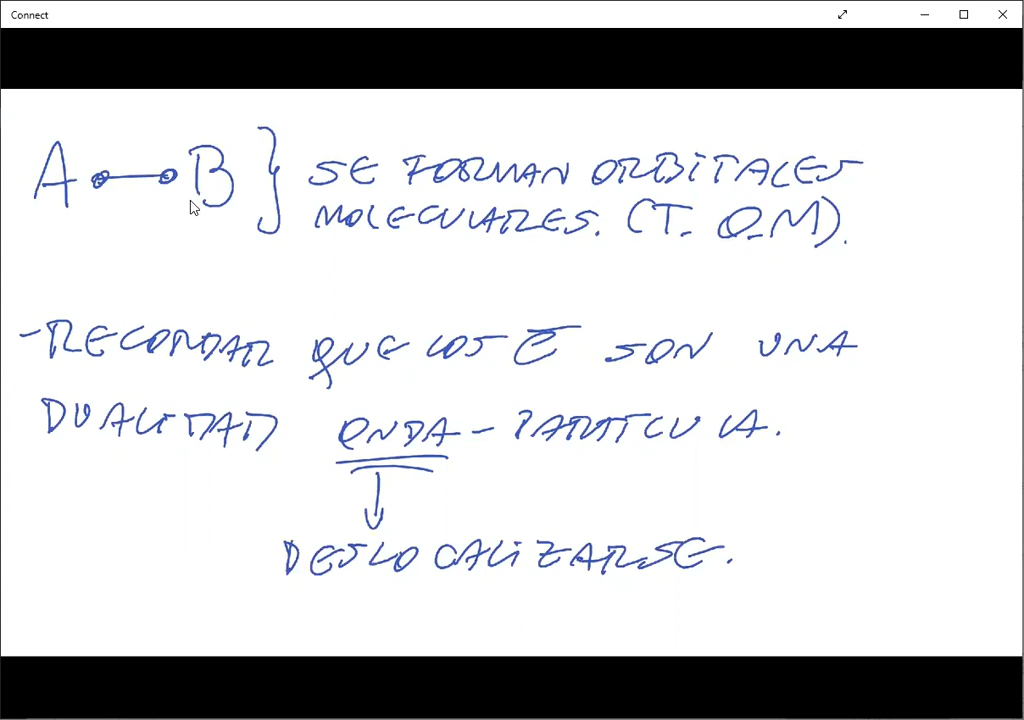 Connect
A •—• B } SE FORMAN ORBITALES
MOLECULARES. (T. O.M).
- RECORDAR QUE LOS e̅ SON UNA
DUALIDAD ONDA - PARTICULA.
↓
DESLOCALIZARSE.